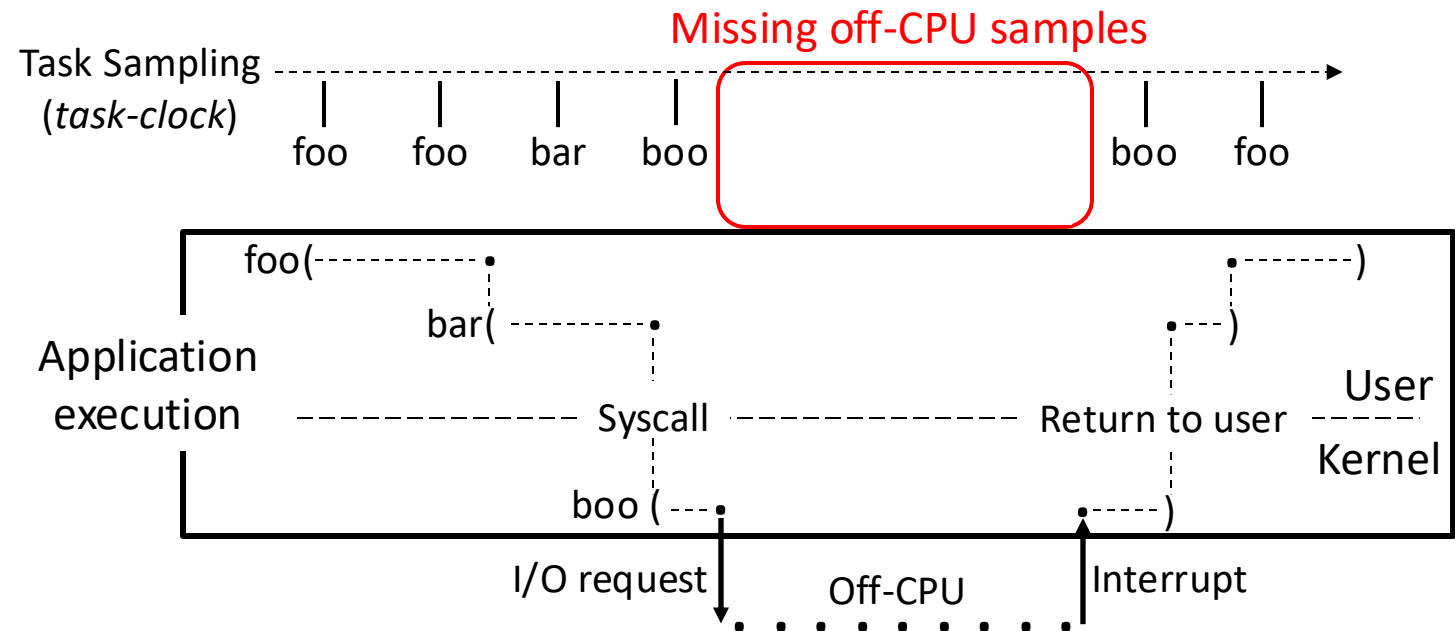 Missing off-CPU samples
Task Sampling
(task-clock)
foo foo bar boo boo foo
foo( )
bar( )
Application
execution
User
Syscall Return to user
Kernel
boo ( )
I/O request Off-CPU Interrupt